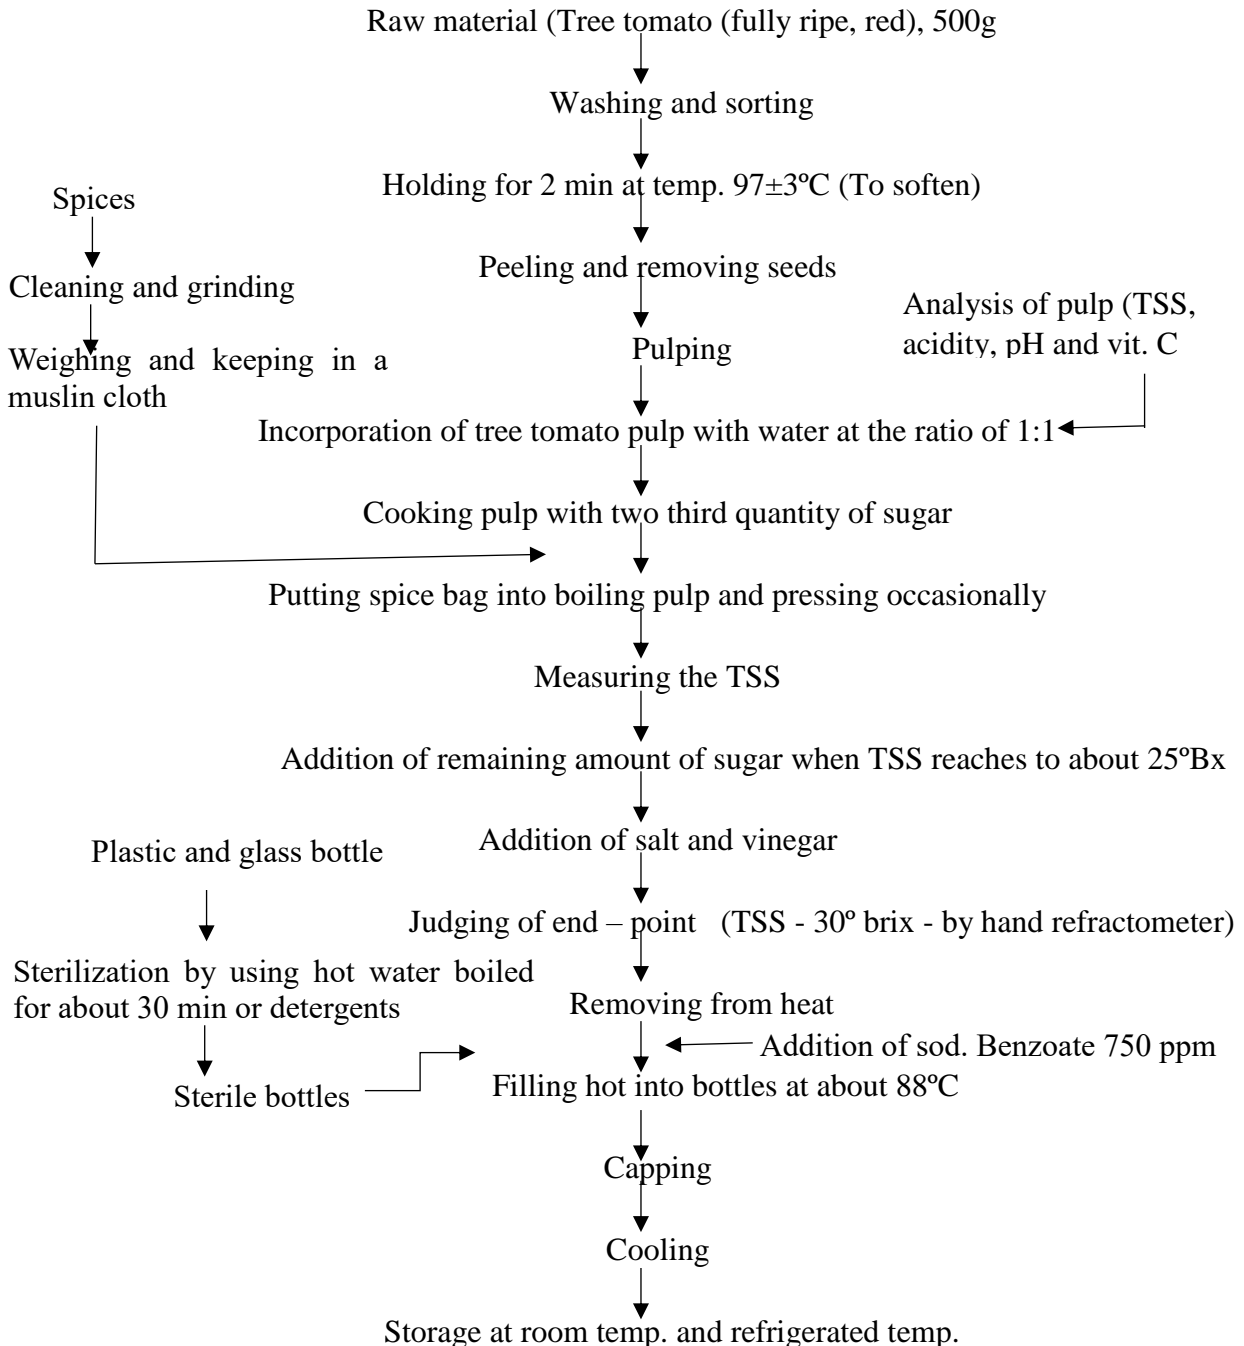 Raw material (Tree tomato (fully ripe, red), 500g
Washing and sorting
Holding for 2 min at temp. 97±3ºC (To soften)
Spices
Peeling and removing seeds
Cleaning and grinding
Analysis of pulp (TSS,
acidity, pH and vit. C
Pulping
Weighing and keeping in a
muslin cloth
Incorporation of tree tomato pulp with water at the ratio of 1:1
Cooking pulp with two third quantity of sugar
Putting spice bag into boiling pulp and pressing occasionally
Measuring the TSS
Addition of remaining amount of sugar when TSS reaches to about 25ºBx
Addition of salt and vinegar
Plastic and glass bottle
Judging of end – point (TSS - 30º brix - by hand refractometer)
Sterilization by using hot water boiled
for about 30 min or detergents
Removing from heat
Addition of sod. Benzoate 750 ppm
Sterile bottles
Filling hot into bottles at about 88ºC
Capping
Cooling
Storage at room temp. and refrigerated temp.